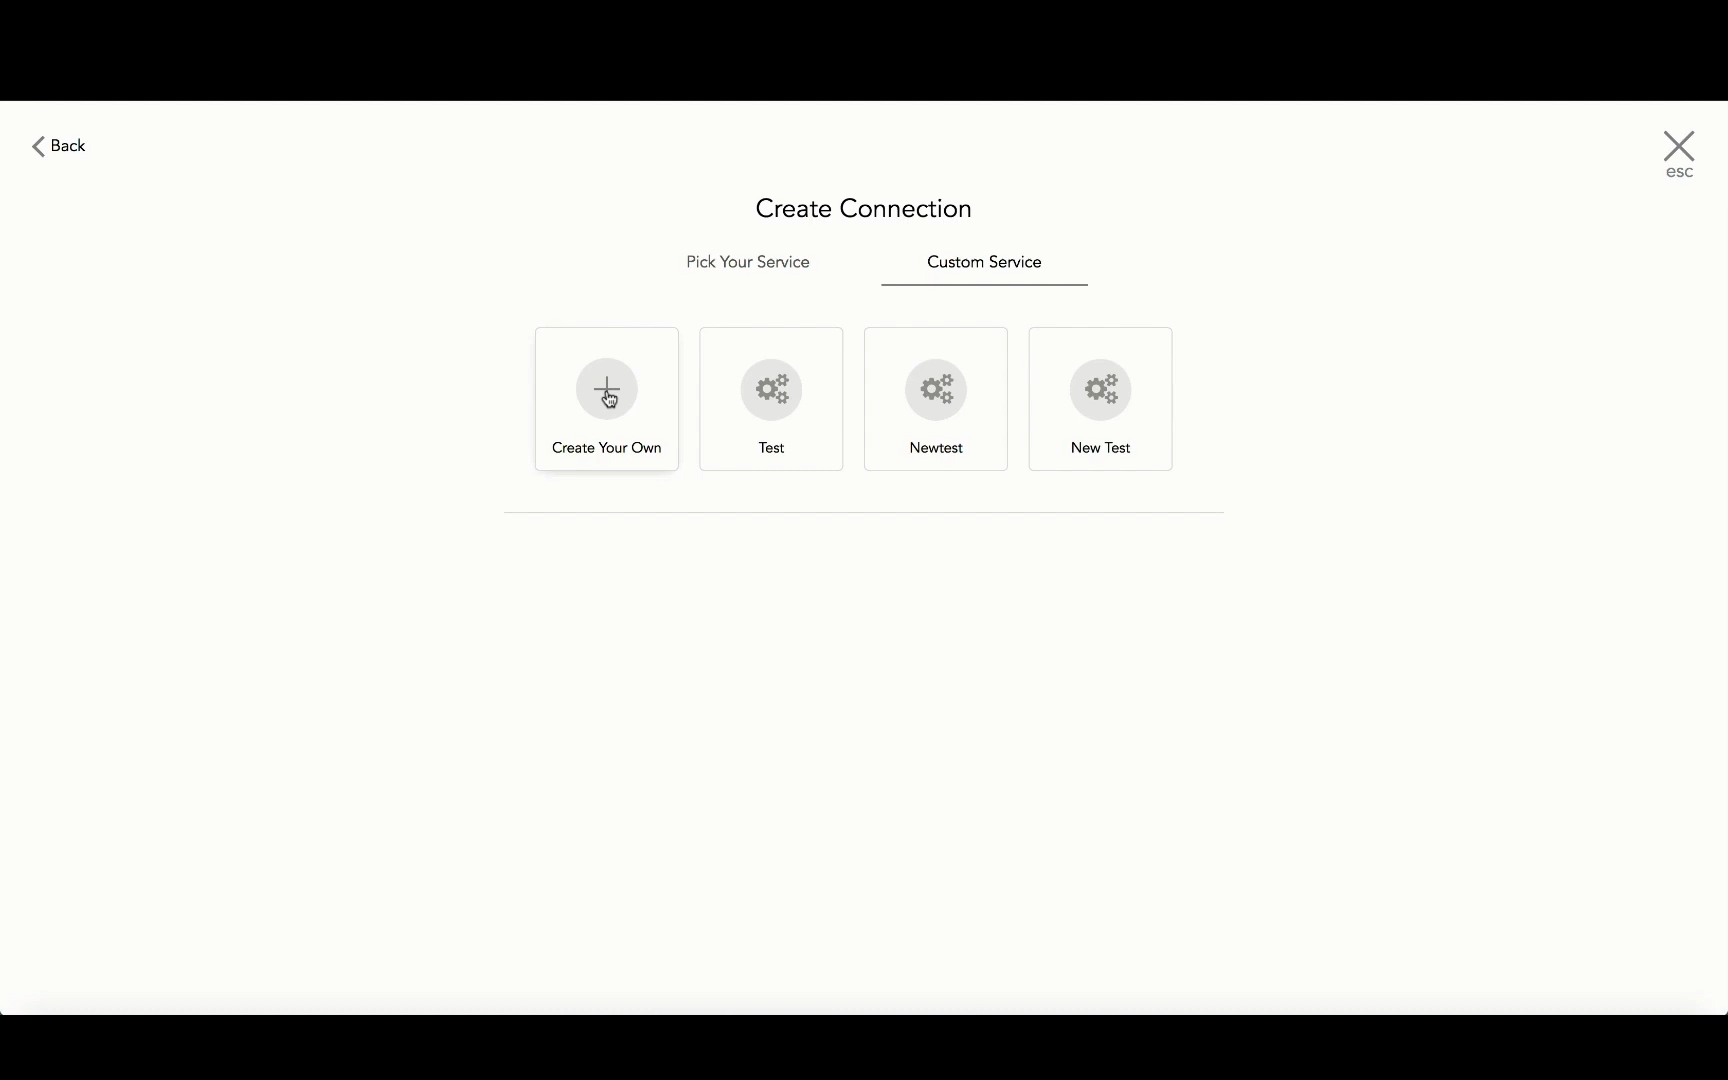 Back
esc
Create Connection
Pick Your Service
Custom Service
Create Your Own
Test
Newtest
New Test